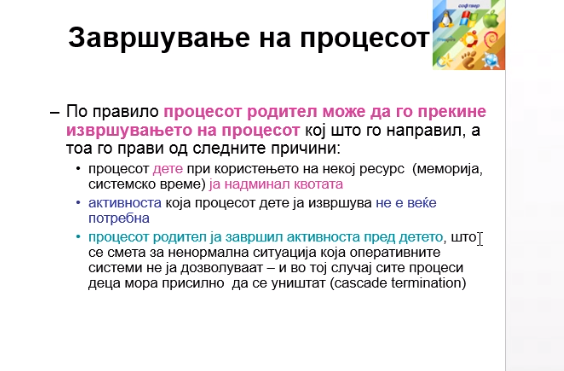 Завршување на процесот
софтвер
– По правило процесот родител може да го прекине
извршувањето на процесот кој што го направил, а
тоа го прави од следните причини:
• процесот дете при користењето на некој ресурс (меморија,
системско време) ја надминал квотата
• активноста која процесот дете ја извршува не е веќе
потребна
• процесот родител ја завршил активноста пред детето, што
се смета за ненормална ситуација која оперативните
системи не ја дозволуваат – и во тој случај сите процеси
деца мора присилно да се уништат (cascade termination)